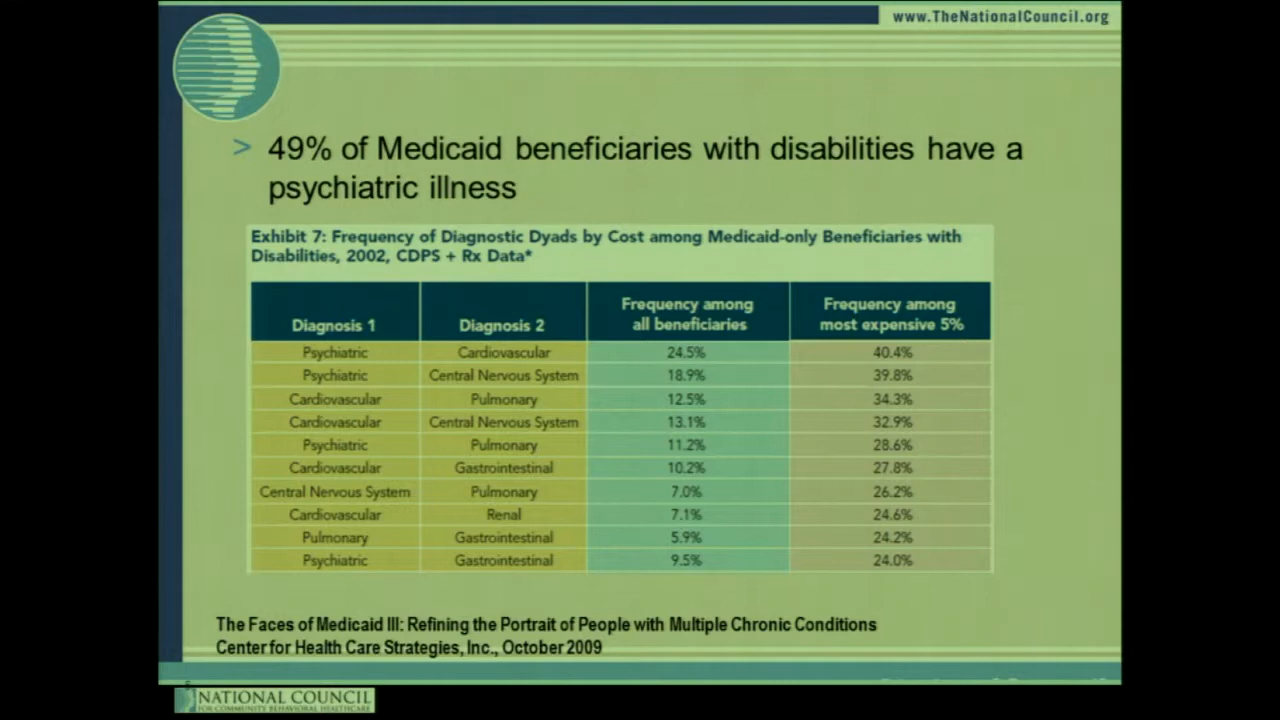 www.TheNationalCouncil.org
> 49% of Medicaid beneficiaries with disabilities have a
psychiatric illness
Exhibit 7: Frequency of Diagnostic Dyads by Cost among Medicaid-only Beneficiaries with
Disabilities, 2002, CDPS + Rx Data*
Diagnosis 1 Diagnosis 2 Frequency among all beneficiaries Frequency among most expensive 5%
Psychiatric Cardiovascular 24.5% 40.4%
Psychiatric Central Nervous System 18.9% 39.8%
Cardiovascular Pulmonary 12.5% 34.3%
Cardiovascular Central Nervous System 13.1% 32.9%
Psychiatric Pulmonary 11.2% 28.6%
Cardiovascular Gastrointestinal 10.2% 27.8%
Central Nervous System Pulmonary 7.0% 26.2%
Cardiovascular Renal 7.1% 24.6%
Pulmonary Gastrointestinal 5.9% 24.2%
Psychiatric Gastrointestinal 9.5% 24.0%
The Faces of Medicaid III: Refining the Portrait of People with Multiple Chronic Conditions
Center for Health Care Strategies, Inc., October 2009
NATIONAL COUNCIL
FOR COMMUNITY BEHAVIORAL HEALTHCARE